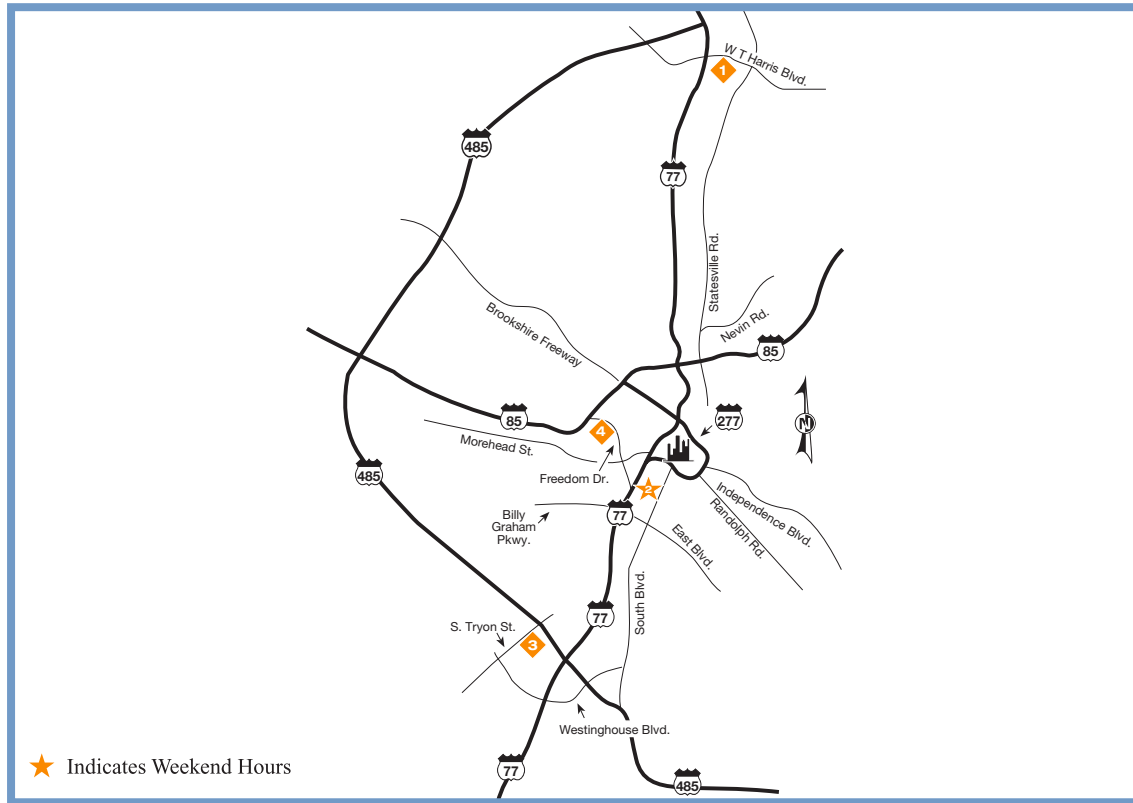 W T Harris Blvd.
1
485
77
Statesville Rd.
Nevin Rd.
Brookshire Freeway
85
85
277
N
4
Morehead St.
Freedom Dr.
485
2
Independence Blvd.
Randolph Rd.
77
Billy
Graham
Pkwy.
East Blvd.
South Blvd.
77
S. Tryon St.
3
Westinghouse Blvd.
77
485
Indicates Weekend Hours